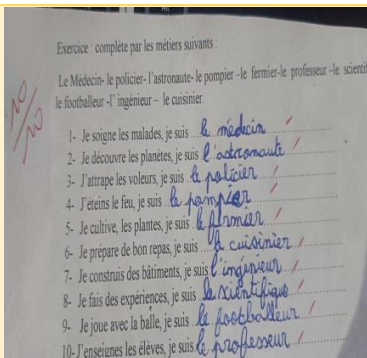 Exercice : complète par les métiers suivants :
Le Médecin- le policier- l'astronaute- le pompier –le fermier-le professeur –le scientif
le footballeur -l' ingénieur – le cuisinier.
10/10
1- Je soigne les malades, je suis le médicin
2- Je découvre les planètes, je suis l'astronaute
3- J'attrape les voleurs, je suis le policier
4- J'éteins le feu, je suis le pompier
5- Je cultive, les plantes, je suis le fermier
6- Je prépare de bon repas, je suis le cuisinier
7- Je construis des bâtiments, je suis l'ingénieur
8- Je fais des expériences, je suis le scientifique
9- Je joue avec la balle, je suis le footballeur
10- J'enseignes les élèves, je suis le professeur